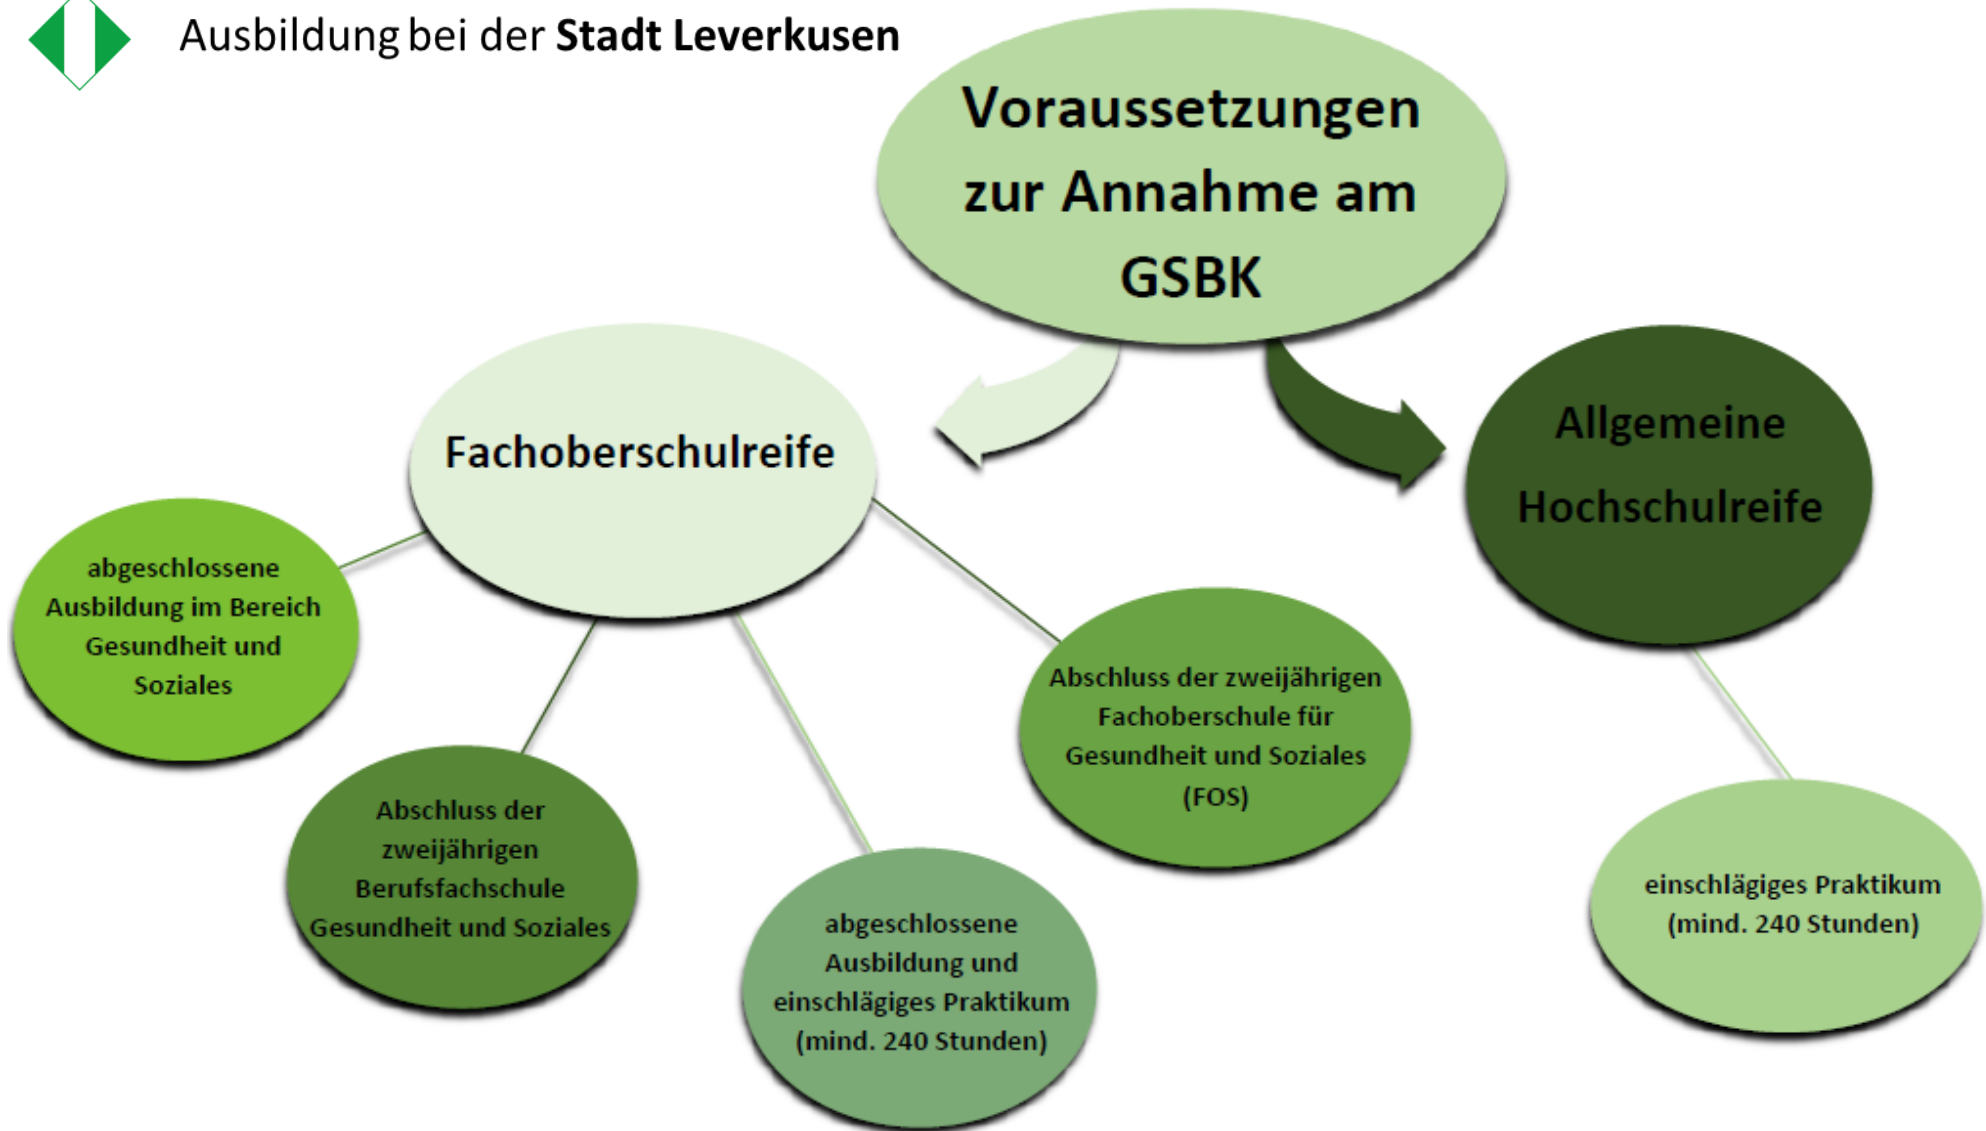 Ausbildung bei der Stadt Leverkusen
Voraussetzungen
zur Annahme am
GSBK
Fachoberschulreife
Allgemeine
Hochschulreife
abgeschlossene
Ausbildung im Bereich
Gesundheit und
Soziales
Abschluss der
zweijährigen
Berufsfachschule
Gesundheit und Soziales
abgeschlossene
Ausbildung und
einschlägiges Praktikum
(mind. 240 Stunden)
Abschluss der zweijährigen
Fachoberschule für
Gesundheit und Soziales
(FOS)
einschlägiges Praktikum
(mind. 240 Stunden)